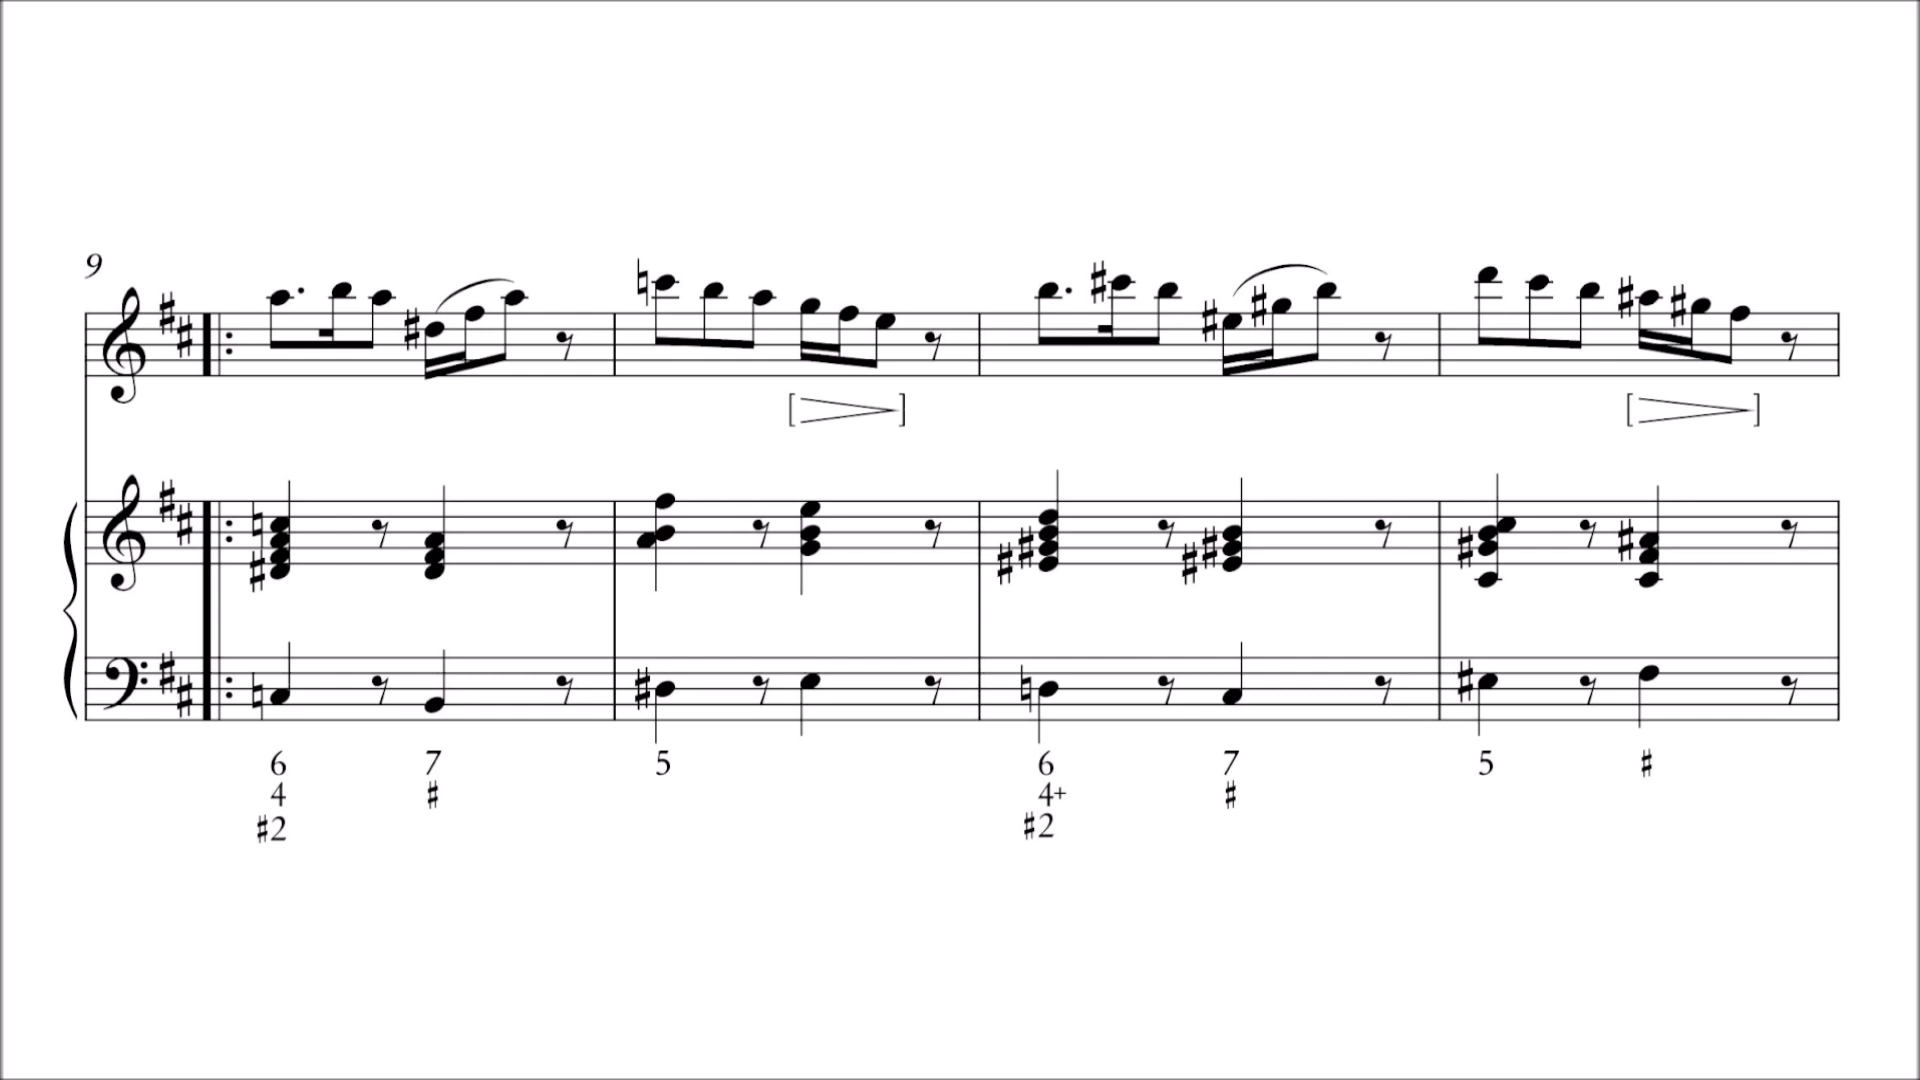 9
[ ] [ ]
6 7 5 6 7 5 ♯
4 ♯ 4+ ♯
♯2 ♯2